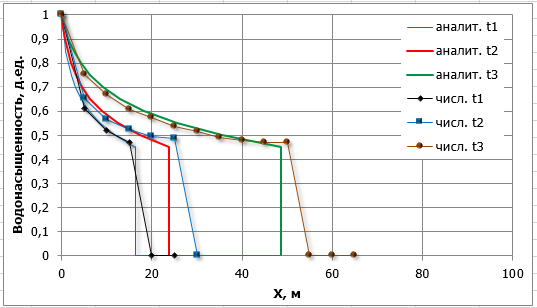 Водонасыщенность, д.ед.
1
0,9
0,8
0,7
0,6
0,5
0,4
0,3
0,2
0,1
0
0 20 40 60 80 100
X, м
аналит. t1
аналит. t2
аналит. t3
числ. t1
числ. t2
числ. t3